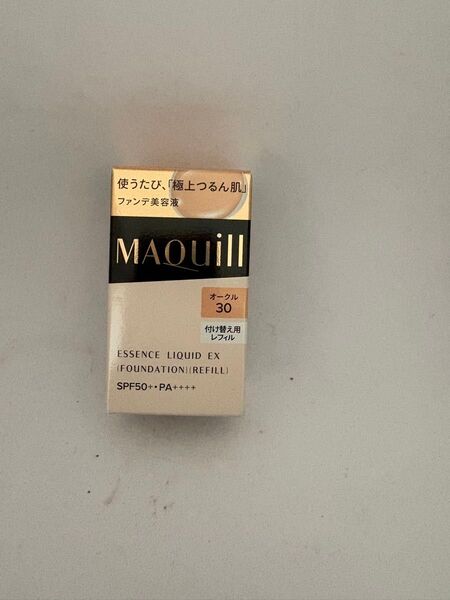 使うたび、「極上つるん肌」
ファンデ美容液
MAQuill
オークル
30
付け替え用
レフィル
ESSENCE LIQUID EX
(FOUNDATION)(REFILL)
SPF50+・PA++++